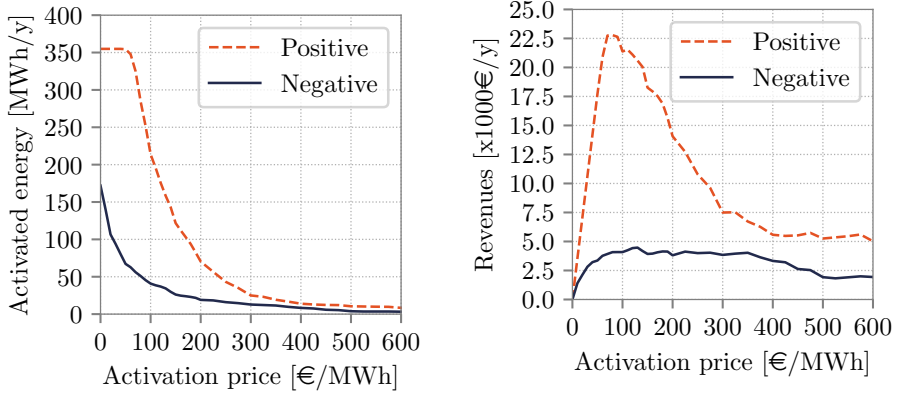 Activated energy [MWh/y]
400
350
300
250
200
150
100
50
0
Positive
Negative
0 100 200 300 400 500 600
Activation price [€/MWh]
Revenues [x1000€/y]
25.0
22.5
20.0
17.5
15.0
12.5
10.0
7.5
5.0
2.5
0.0
Positive
Negative
0 100 200 300 400 500 600
Activation price [€/MWh]